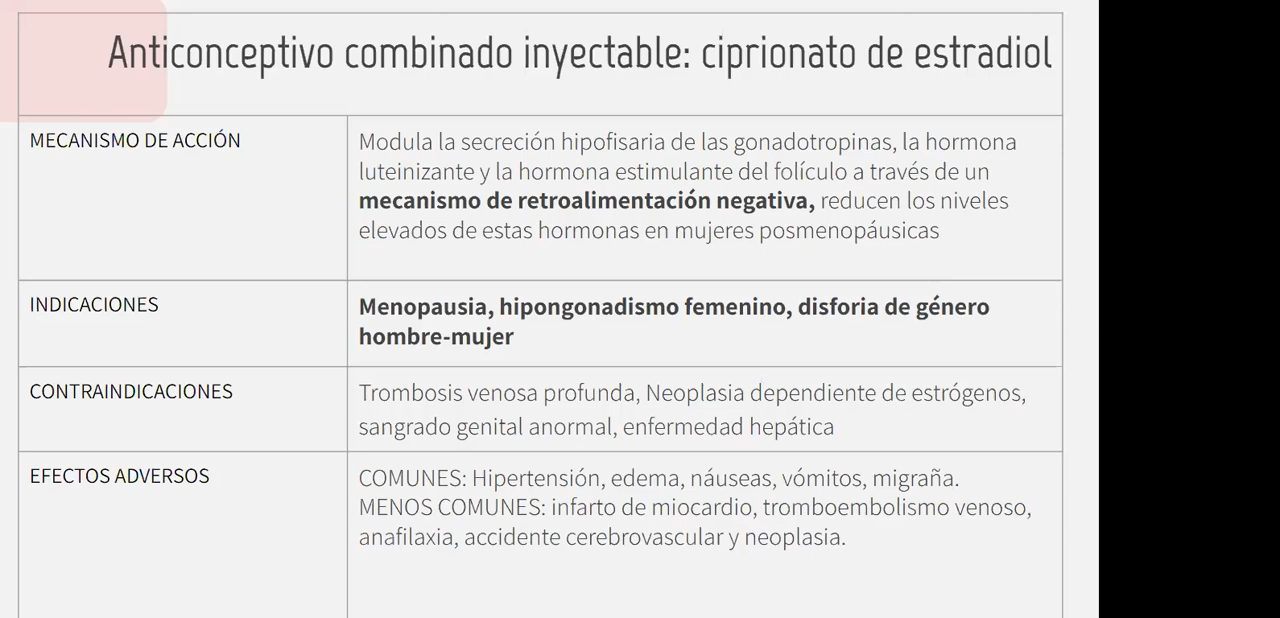 Anticonceptivo combinado inyectable: ciprionato de estradiol
MECANISMO DE ACCIÓN
Modula la secreción hipofisaria de las gonadotropinas, la hormona
luteinizante y la hormona estimulante del folículo a través de un
mecanismo de retroalimentación negativa, reducen los niveles
elevados de estas hormonas en mujeres posmenopáusicas
INDICACIONES
Menopausia, hipongonadismo femenino, disforia de género
hombre-mujer
CONTRAINDICACIONES
Trombosis venosa profunda, Neoplasia dependiente de estrógenos,
sangrado genital anormal, enfermedad hepática
EFECTOS ADVERSOS
COMUNES: Hipertensión, edema, náuseas, vómitos, migraña.
MENOS COMUNES: infarto de miocardio, tromboembolismo venoso,
anafilaxia, accidente cerebrovascular y neoplasia.